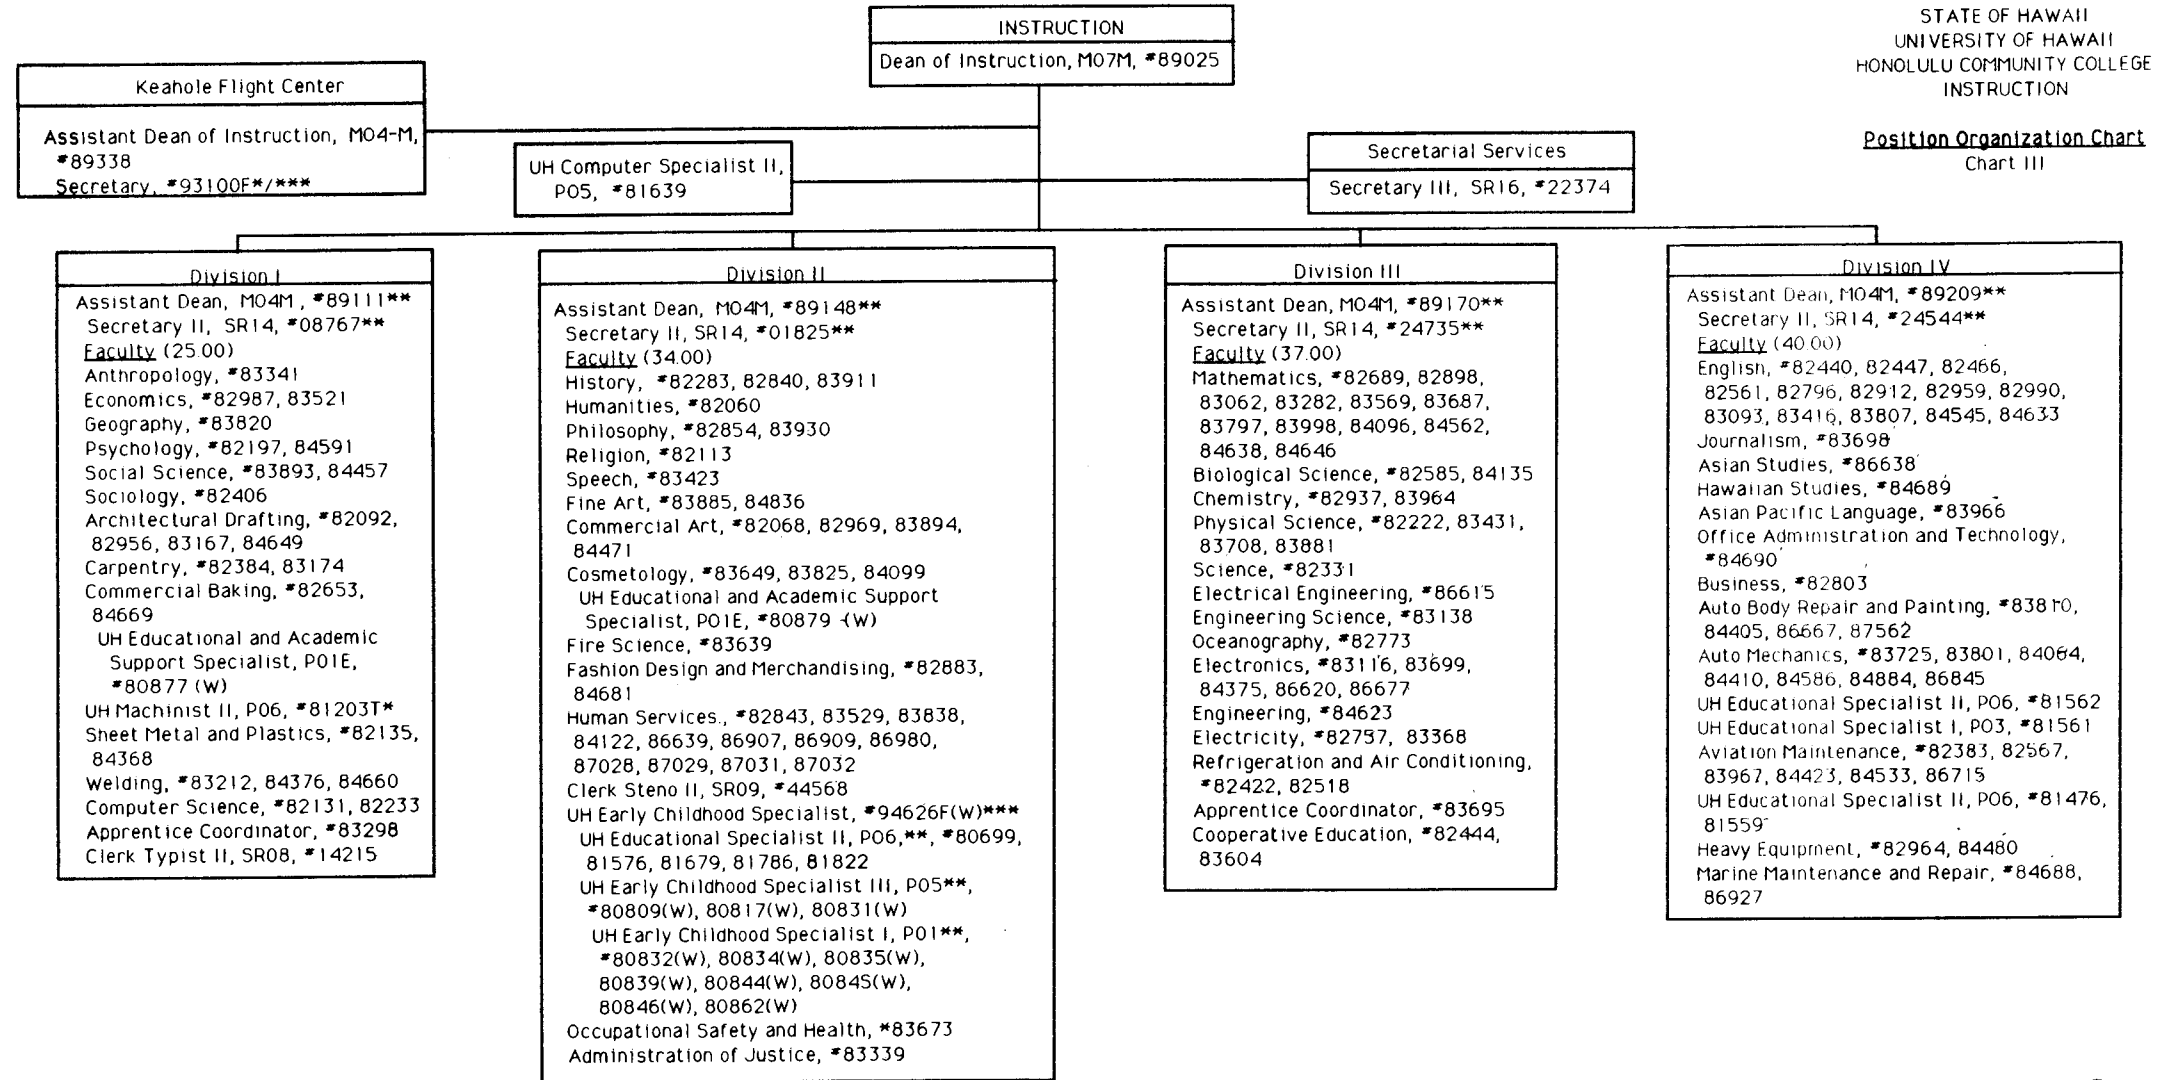 STATE OF HAWAII
UNIVERSITY OF HAWAII
HONOLULU COMMUNITY COLLEGE
INSTRUCTION
Position Organization Chart
Chart III
INSTRUCTION
Dean of Instruction, M07M, #89025
Keahole Flight Center
Assistant Dean of Instruction, M04-M,
#89338
Secretary, #93100F*/***
UH Computer Specialist II,
P05, #81639
Secretarial Services
Secretary III, SR16, #22374
Division I
Assistant Dean, M04M , #89111**
Secretary II, SR14, #08767**
Faculty (25.00)
Anthropology, #83341
Economics, #82987, 83521
Geography, #83820
Psychology, #82197, 84591
Social Science, #83893, 84457
Sociology, #82406
Architectural Drafting, #82092,
82956, 83167, 84649
Carpentry, #82384, 83174
Commercial Baking, #82653,
84669
UH Educational and Academic
Support Specialist, P01E,
#80877 (W)
UH Machinist II, P06, #81203T*
Sheet Metal and Plastics, #82135,
84368
Welding, #83212, 84376, 84660
Computer Science, #82131, 82233
Apprentice Coordinator, #83298
Clerk Typist II, SR08, #14215
Division II
Assistant Dean, M04M, #89148**
Secretary II, SR14, #01825**
Faculty (34.00)
History, #82283, 82840, 83911
Humanities, #82060
Philosophy, #82854, 83930
Religion, #82113
Speech, #83423
Fine Art, #83885, 84836
Commercial Art, #82068, 82969, 83894,
84471
Cosmetology, #83649, 83825, 84099
UH Educational and Academic Support
Specialist, P01E, #80879 (W)
Fire Science, #83639
Fashion Design and Merchandising, #82883,
84681
Human Services., #82843, 83529, 83838,
84122, 86639, 86907, 86909, 86980,
87028, 87029, 87031, 87032
Clerk Steno II, SR09, #44568
UH Early Childhood Specialist, #94626F(W)***
UH Educational Specialist II, P06,**, #80699,
81576, 81679, 81786, 81822
UH Early Childhood Specialist III, P05**,
#80809(W), 80817(W), 80831(W)
UH Early Childhood Specialist I, P01**,
#80832(W), 80834(W), 80835(W),
80839(W), 80844(W), 80845(W),
80846(W), 80862(W)
Occupational Safety and Health, #83673
Administration of Justice, #83339
Division III
Assistant Dean, M04M, #89170**
Secretary II, SR14, #24735**
Faculty (37.00)
Mathematics, #82689, 82898,
83062, 83282, 83569, 83687,
83797, 83998, 84096, 84562,
84638, 84646
Biological Science, #82585, 84135
Chemistry, #82937, 83964
Physical Science, #82222, 83431,
83708, 83881
Science, #82331
Electrical Engineering, #86615
Engineering Science, #83138
Oceanography, #82773
Electronics, #83116, 83699,
84375, 86620, 86677
Engineering, #84623
Electricity, #82757, 83368
Refrigeration and Air Conditioning,
#82422, 82518
Apprentice Coordinator, #83695
Cooperative Education, #82444,
83604
Division IV
Assistant Dean, M04M, #89209**
Secretary II, SR14, #24544**
Faculty (40.00)
English, #82440, 82447, 82466,
82561, 82796, 82912, 82959, 82990,
83093, 83416, 83807, 84545, 84633
Journalism, #83698
Asian Studies, #86638
Hawaiian Studies, #84689
Asian Pacific Language, #83966
Office Administration and Technology,
#84690
Business, #82803
Auto Body Repair and Painting, #83810,
84405, 86667, 87562
Auto Mechanics, #83725, 83801, 84064,
84410, 84586, 84884, 86845
UH Educational Specialist II, P06, #81562
UH Educational Specialist I, P03, #81561
Aviation Maintenance, #82383, 82567,
83967, 84423, 84533, 86715
UH Educational Specialist II, P06, #81476,
81559
Heavy Equipment, #82964, 84480
Marine Maintenance and Repair, #84688,
86927